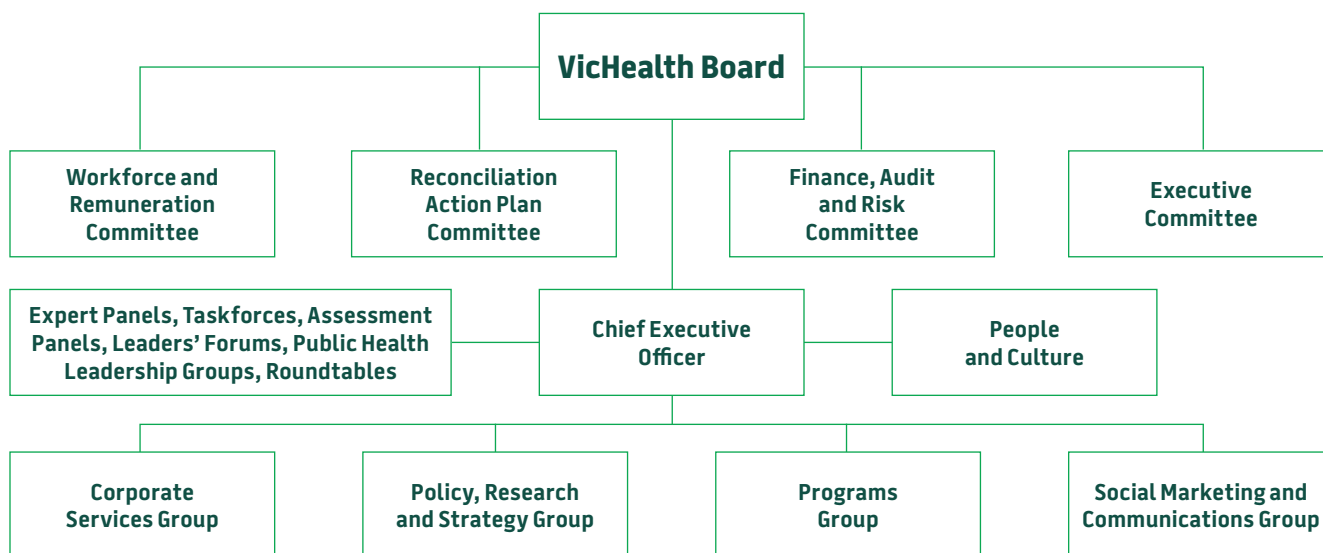 VicHealth Board
Workforce and
Remuneration
Committee
Reconciliation
Action Plan
Committee
Finance, Audit
and Risk
Committee
Executive
Committee
Expert Panels, Taskforces, Assessment
Panels, Leaders’ Forums, Public Health
Leadership Groups, Roundtables
Chief Executive
Officer
People
and Culture
Corporate
Services Group
Policy, Research
and Strategy Group
Programs
Group
Social Marketing and
Communications Group